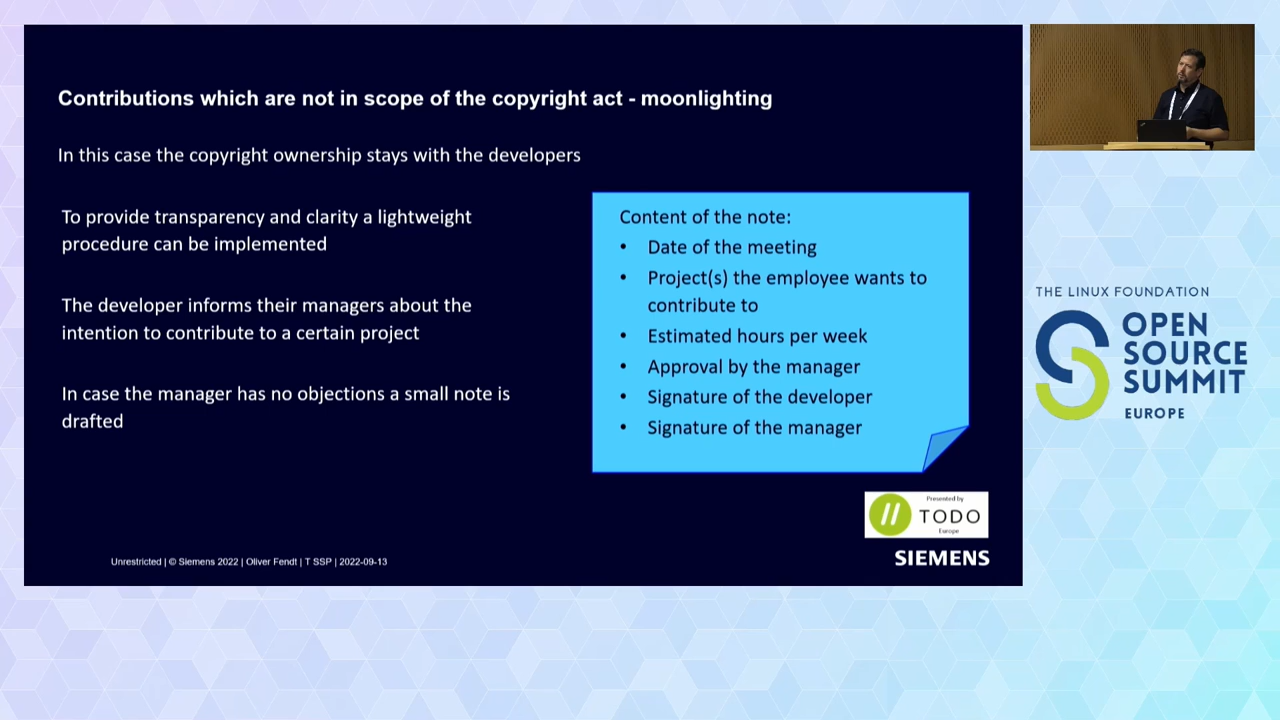 Contributions which are not in scope of the copyright act - moonlighting
In this case the copyright ownership stays with the developers
To provide transparency and clarity a lightweight
procedure can be implemented
The developer informs their managers about the
intention to contribute to a certain project
In case the manager has no objections a small note is
drafted
Content of the note:
• Date of the meeting
• Project(s) the employee wants to
contribute to
• Estimated hours per week
• Approval by the manager
• Signature of the developer
• Signature of the manager
Presented by
TODO
Europe
SIEMENS
Unrestricted | © Siemens 2022 | Oliver Fendt | T SSP | 2022-09-13
THE LINUX FOUNDATION
OPEN
SOURCE
SUMMIT
EUROPE